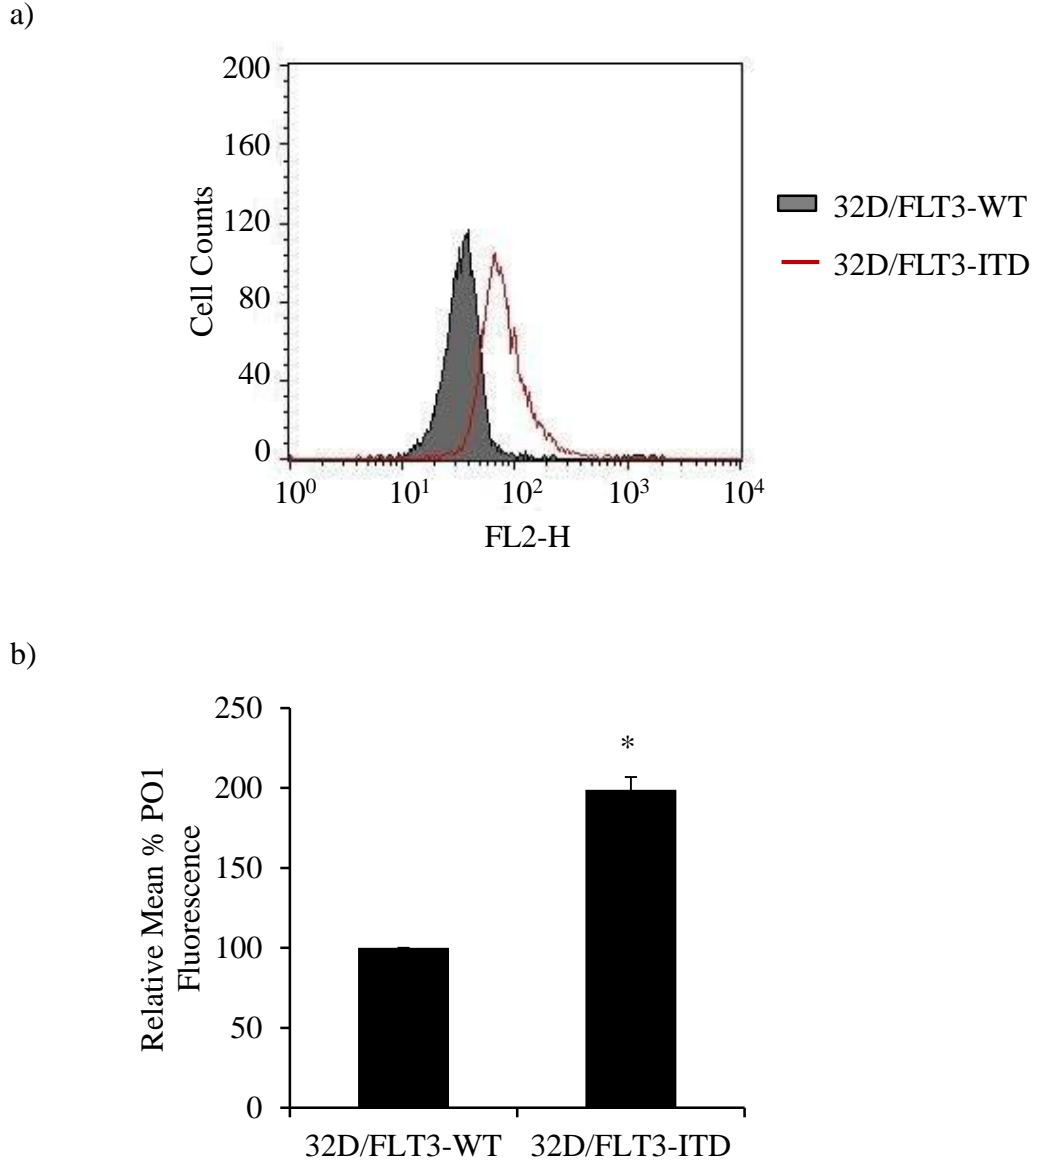 a)
200
160
120
80
40
0
Cell Counts
10⁰ 10¹ 10² 10³ 10⁴
FL2-H
32D/FLT3-WT
32D/FLT3-ITD
b)
250
200
150
100
50
0
Relative Mean % PO1
Fluorescence
*
32D/FLT3-WT 32D/FLT3-ITD